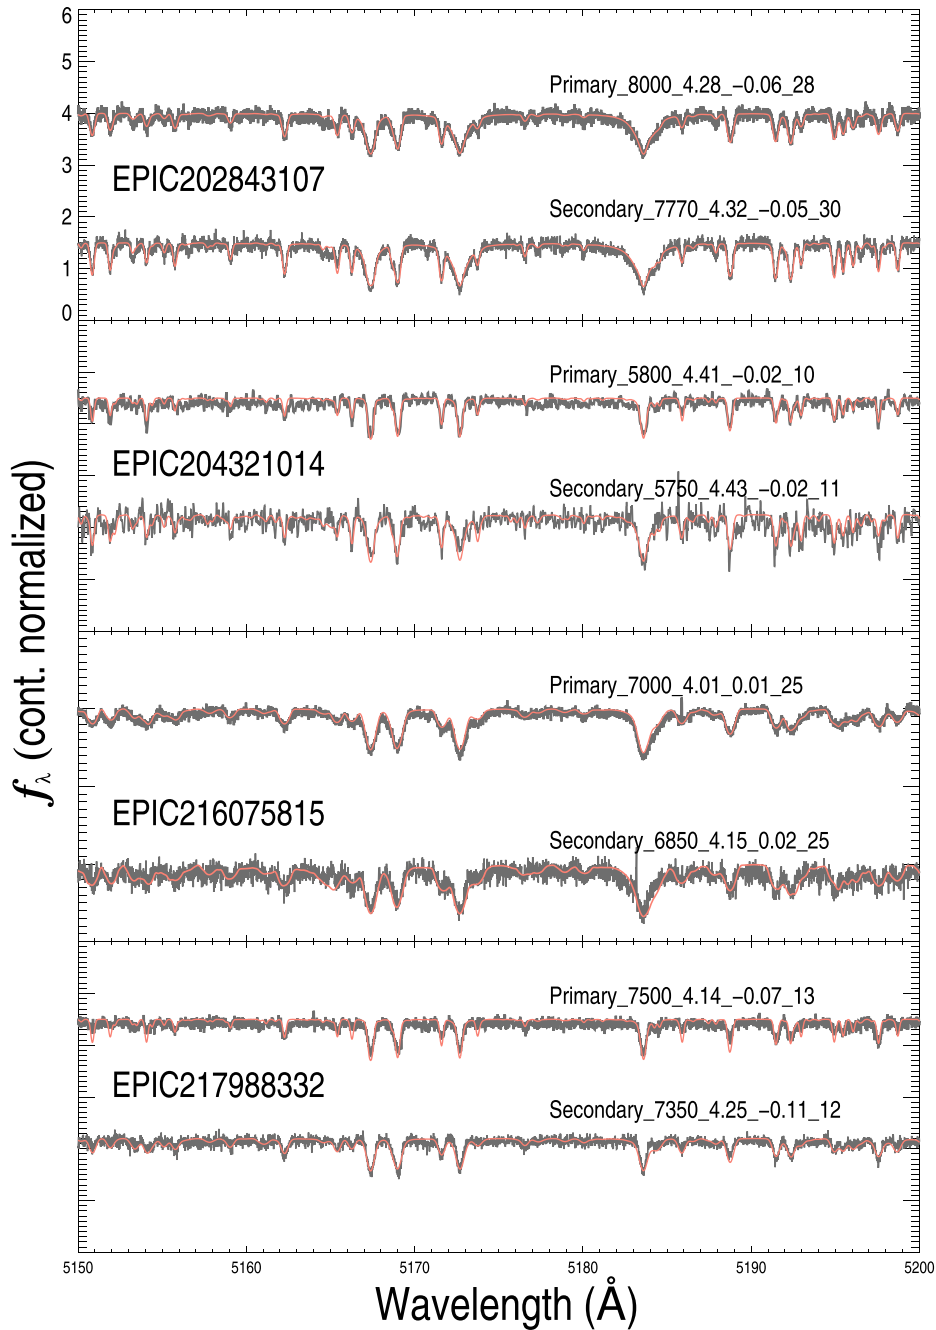 6
5
Primary_8000_4.28_−0.06_28
4
3
EPIC202843107
2
Secondary_7770_4.32_−0.05_30
1
0
Primary_5800_4.41_−0.02_10
EPIC204321014
Secondary_5750_4.43_−0.02_11
fλ (cont. normalized)
Primary_7000_4.01_0.01_25
EPIC216075815
Secondary_6850_4.15_0.02_25
Primary_7500_4.14_−0.07_13
EPIC217988332
Secondary_7350_4.25_−0.11_12
5150 5160 5170 5180 5190 5200
Wavelength (Å)